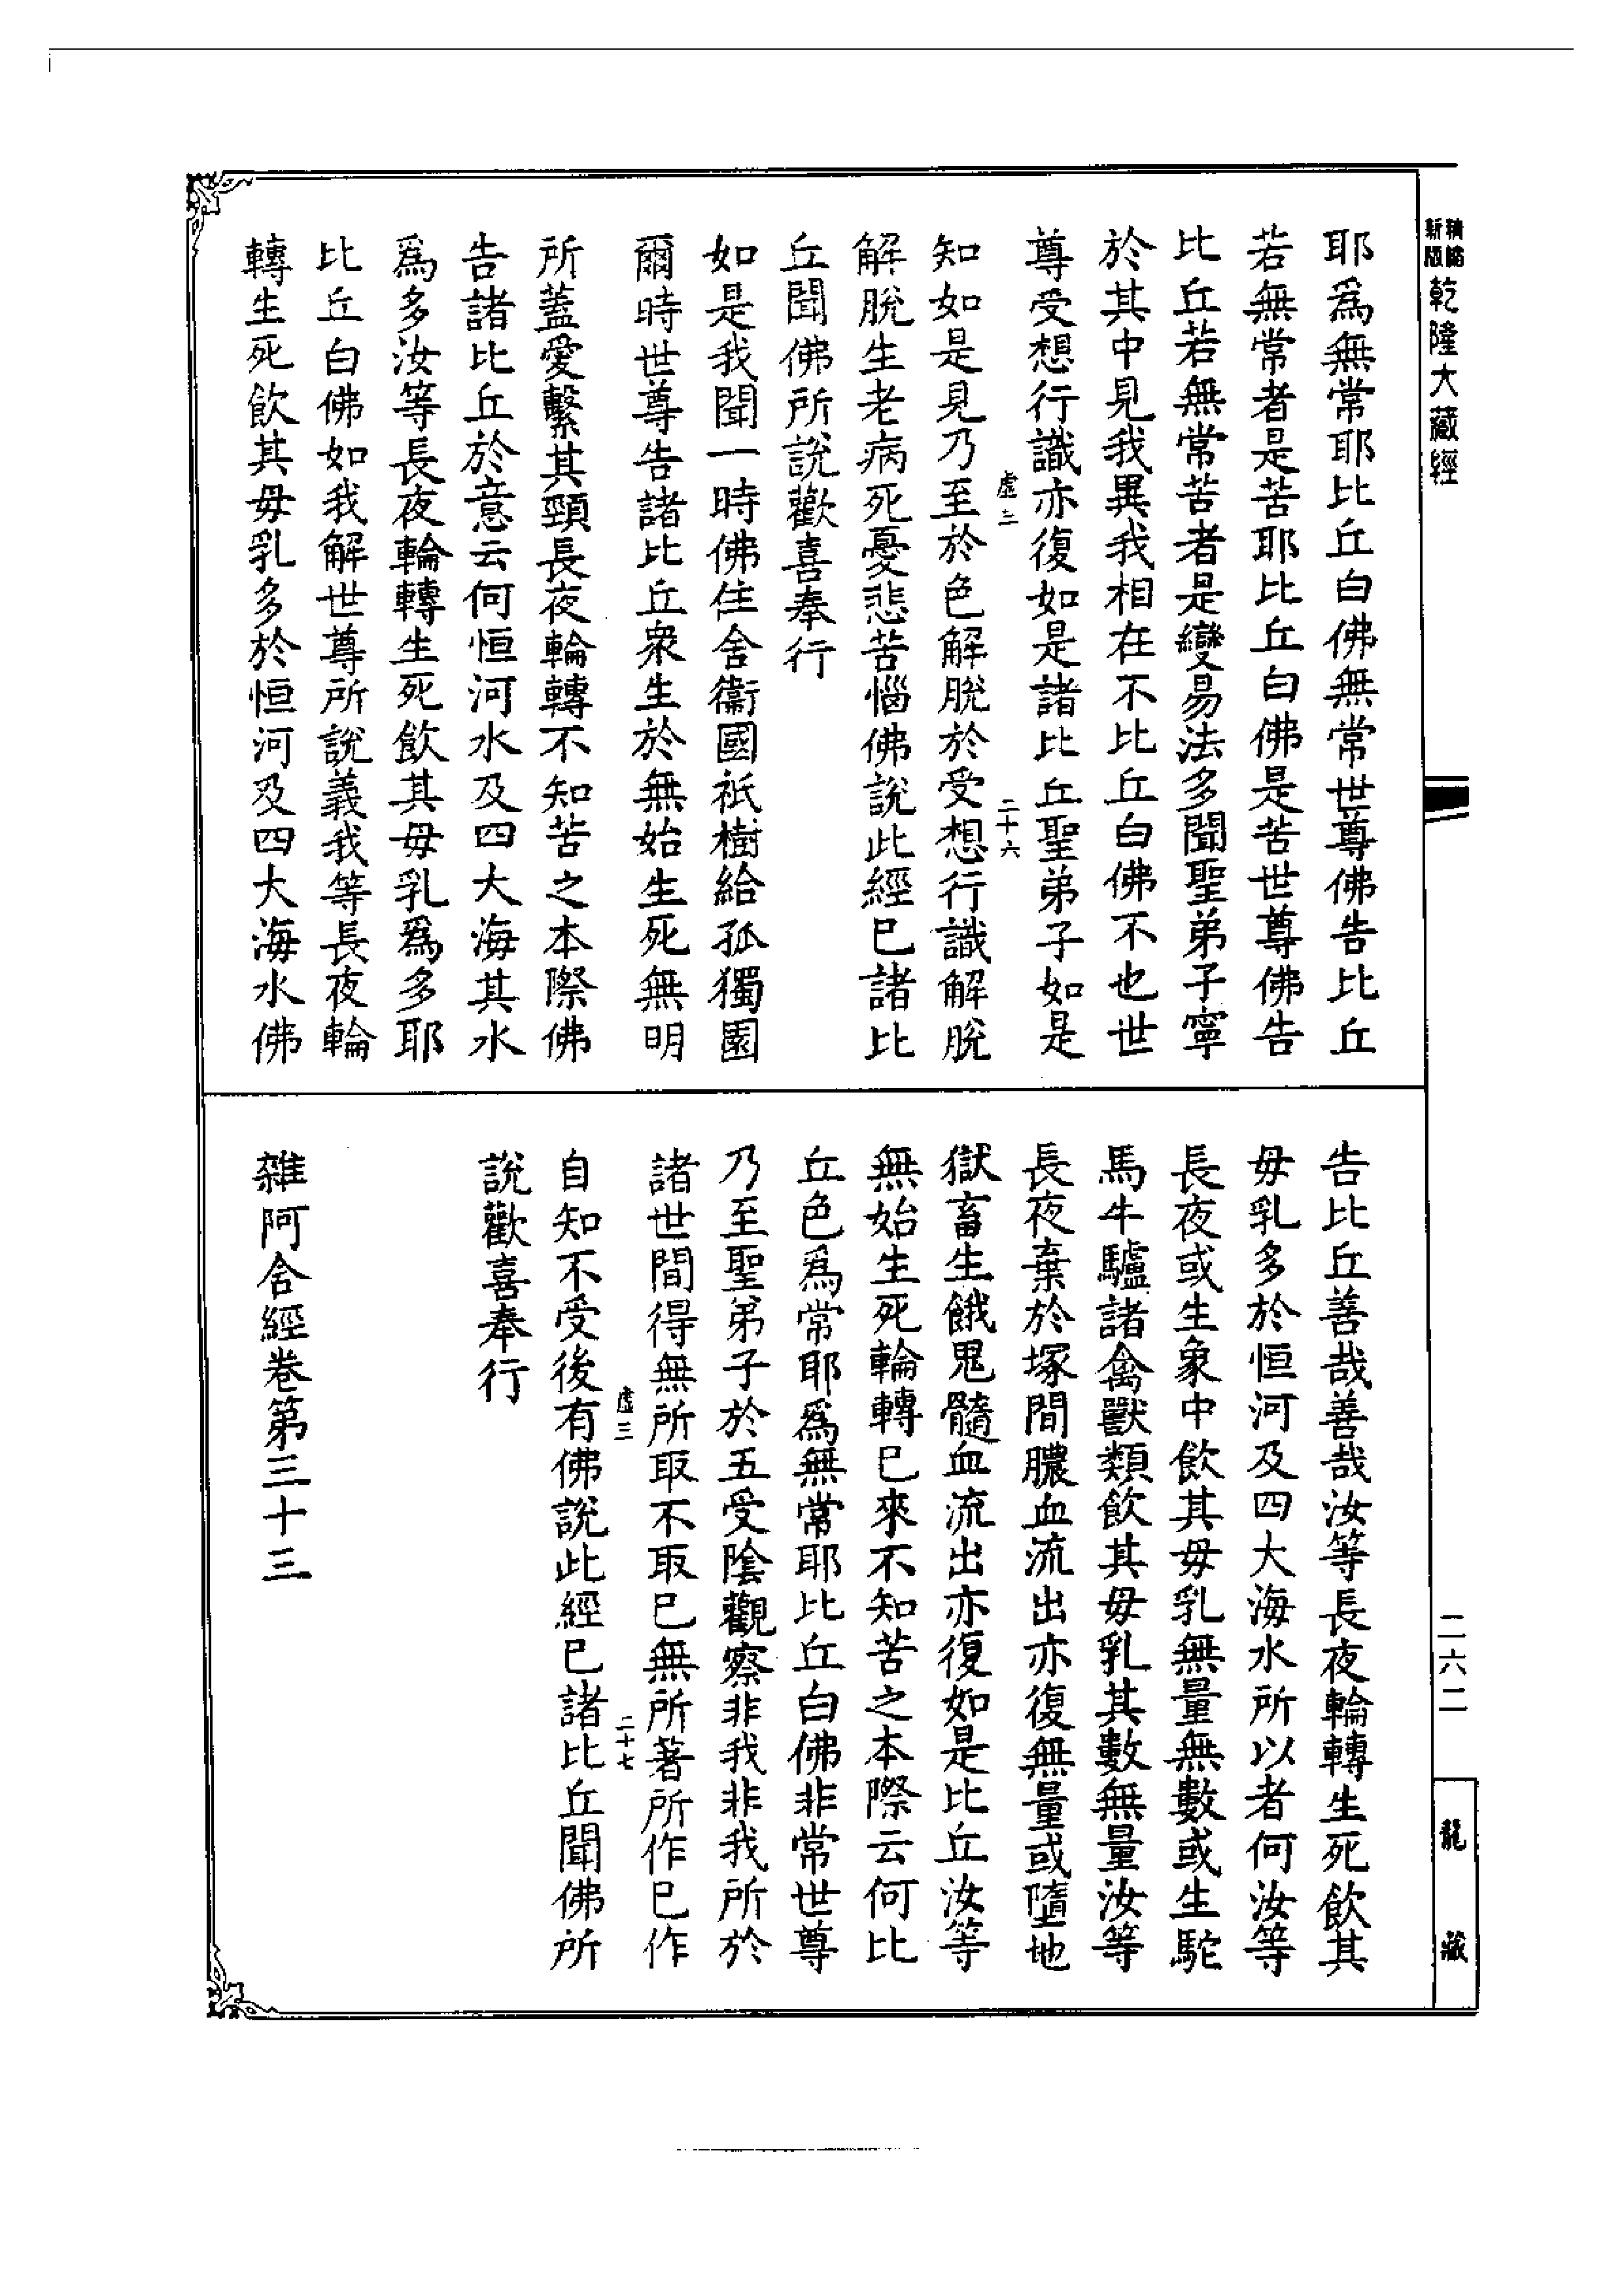 精縮新版乾隆大藏經
耶爲無常耶比丘白佛無常世尊佛告比丘
若無常者是苦耶比丘白佛是苦世尊佛告
比丘若無常苦者是變易法多聞聖弟子寧
於其中見我異我相在不比丘白佛不也世
尊受想行識亦復如是諸比丘聖弟子如是
虛三 二十六
知如是見乃至於色解脫於受想行識解脫
解脫生老病死憂悲苦惱佛說此經已諸比
丘聞佛所說歡喜奉行
如是我聞一時佛住舍衞國祇樹給孤獨園
爾時世尊告諸比丘衆生於無始生死無明
所蓋愛繫其頸長夜輪轉不知苦之本際佛
告諸比丘於意云何恒河水及四大海其水
爲多汝等長夜輪轉生死飲其母乳爲多耶
比丘白佛如我解世尊所說義我等長夜輪
轉生死飲其母乳多於恒河及四大海水佛
告比丘善哉善哉汝等長夜輪轉生死飲其
母乳多於恒河及四大海水所以者何汝等
長夜或生象中飲其母乳無量無數或生駝
馬牛驢諸禽獸類飲其母乳其數無量汝等
長夜棄於塚間膿血流出亦復無量或墮地
獄畜生餓鬼髓血流出亦復如是比丘汝等
無始生死輪轉已來不知苦之本際云何比
丘色爲常耶爲無常耶比丘白佛非常世尊
乃至聖弟子於五受陰觀察非我非我所於
諸世間得無所取不取已無所著所作已作
虛三 二十七
自知不受後有佛說此經已諸比丘聞佛所
說歡喜奉行
雜阿含經卷第三十三
二六二
龍藏